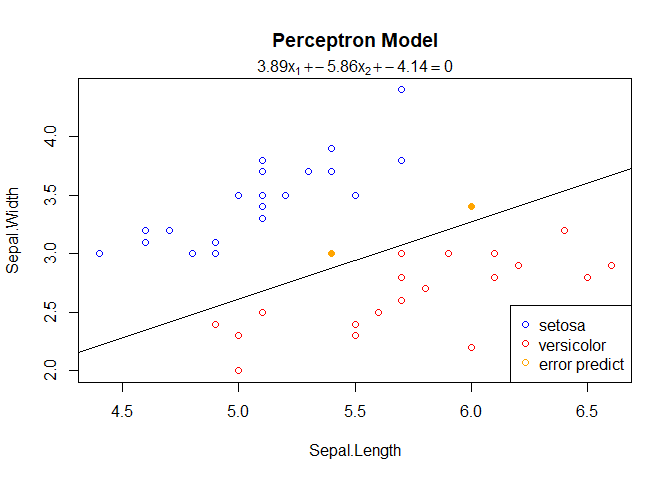 Perceptron Model
3.89x₁+−5.86x₂+−4.14=0
Sepal.Width
4.0
3.5
3.0
2.5
2.0
setosa
versicolor
error predict
4.5 5.0 5.5 6.0 6.5
Sepal.Length